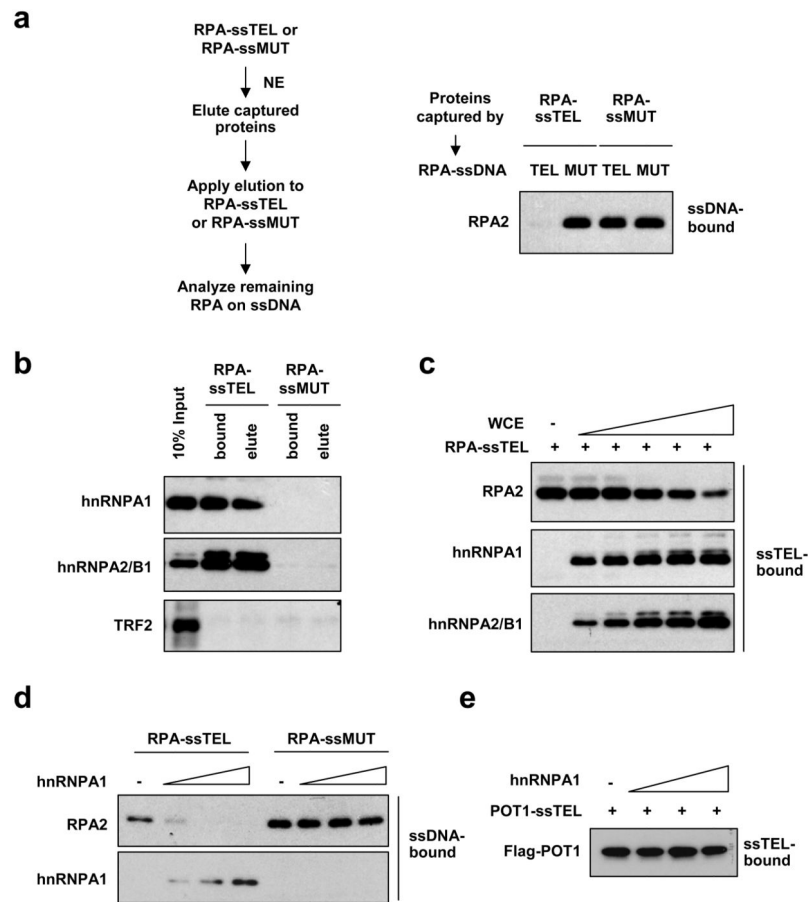 a
RPA-ssTEL or
RPA-ssMUT
NE
Elute captured
proteins
Apply elution to
RPA-ssTEL
or RPA-ssMUT
Analyze remaining
RPA on ssDNA
Proteins
captured by
RPA-
ssTEL
RPA-
ssMUT
RPA-ssDNA
TEL MUT TEL MUT
RPA2
ssDNA-
bound
b
RPA-
ssTEL
RPA-
ssMUT
10% Input
bound
elute
bound
elute
hnRNPA1
hnRNPA2/B1
TRF2
c
WCE -
RPA-ssTEL + + + + + +
RPA2
hnRNPA1
hnRNPA2/B1
ssTEL-
bound
d
RPA-ssTEL RPA-ssMUT
hnRNPA1 - -
RPA2
hnRNPA1
ssDNA-
bound
e
hnRNPA1 -
POT1-ssTEL + + + +
Flag-POT1
ssTEL-
bound